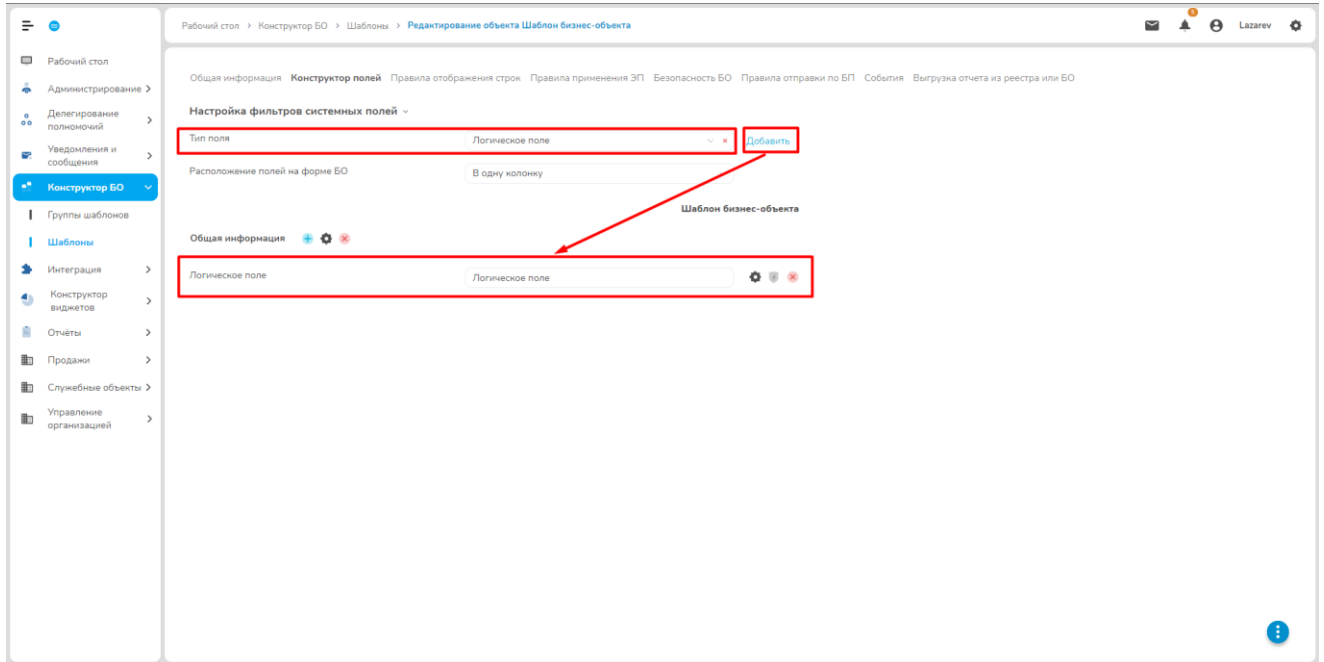 Рабочий стол > Конструктор БО > Шаблоны > Редактирование объекта Шаблон бизнес-объекта
5
Lazarev
Рабочий стол
Администрирование
Делегирование
полномочий
Уведомления и
сообщения
Конструктор БО
Группы шаблонов
Шаблоны
Интеграция
Конструктор
виджетов
Отчёты
Продажи
Служебные объекты
Управление
организацией
Общая информация Конструктор полей Правила отображения строк Правила применения ЭП Безопасность БО Правила отправки по БП События Выгрузка отчета из реестра или БО
Настройка фильтров системных полей
Тип поля Логическое поле Добавить
Расположение полей на форме БО В одну колонку
Шаблон бизнес-объекта
Общая информация
Логическое поле Логическое поле